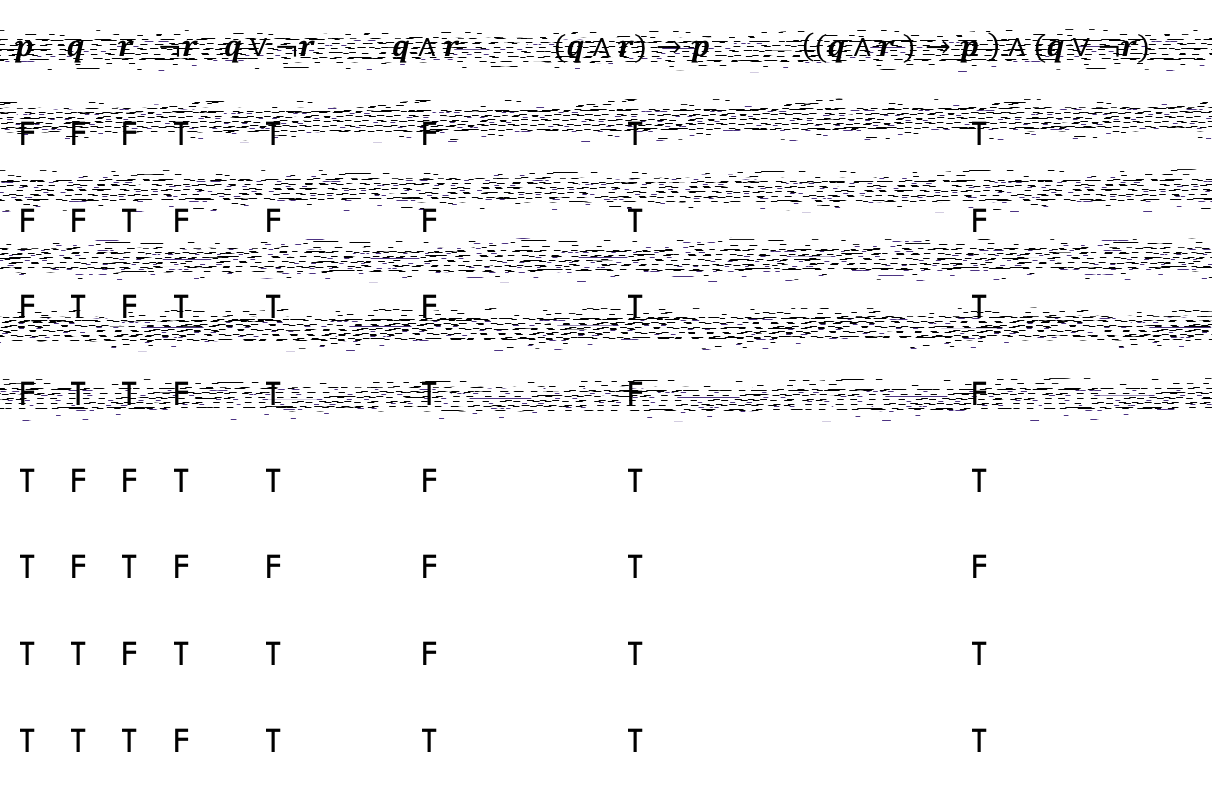 p q r ¬r q ∨ ¬r q ∧ r (q ∧ r) → p ((q ∧ r ) → p ) ∧ (q ∨ ¬r)
F F F T T F T T
F F T F F F T F
F T F T T F T T
F T T F T T F F
T F F T T F T T
T F T F F F T F
T T F T T F T T
T T T F T T T T